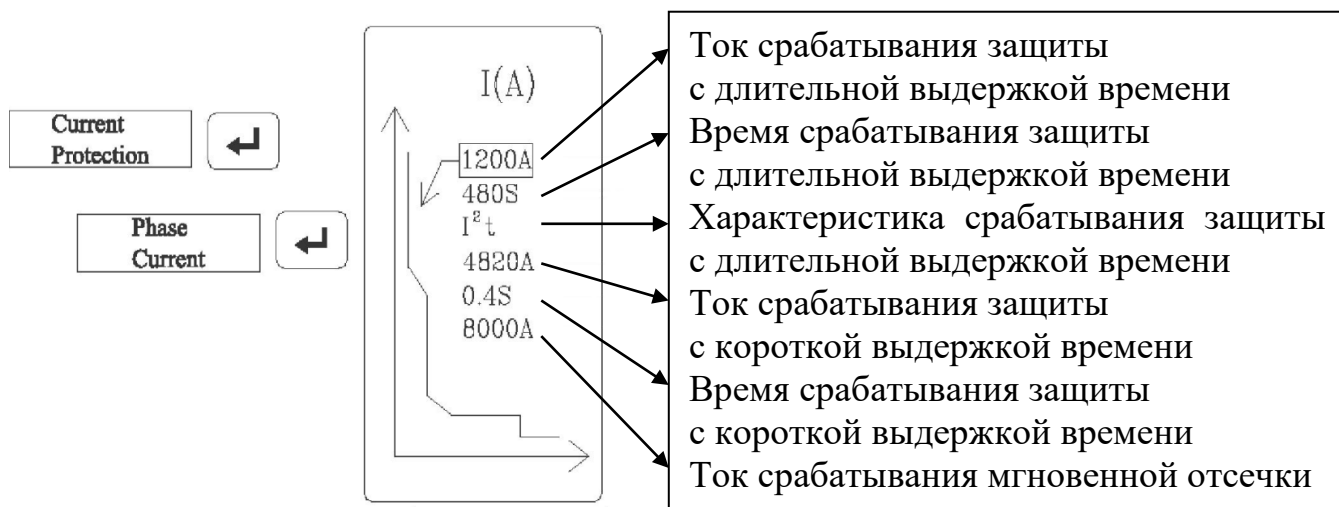 Current
Protection
Phase
Current
I(A)
1200A
480S
I²t
4820A
0.4S
8000A
Ток срабатывания защиты
с длительной выдержкой времени
Время срабатывания защиты
с длительной выдержкой времени
Характеристика срабатывания защиты
с длительной выдержкой времени
Ток срабатывания защиты
с короткой выдержкой времени
Время срабатывания защиты
с короткой выдержкой времени
Ток срабатывания мгновенной отсечки